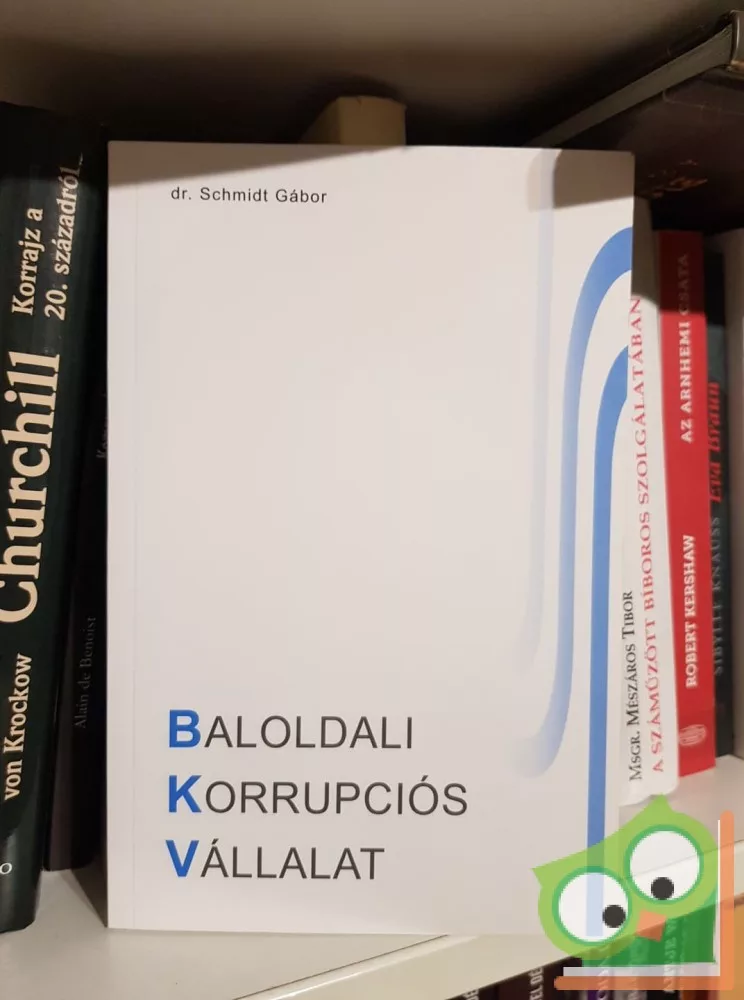 dr. Schmidt Gábor
BALOLDALI
KORRUPCIÓS
VÁLLALAT
von Krockow
Churchill
Korrajz a
20. századról
Alain de Benoist
MSGR. MÉSZÁROS TIBOR
A SZÁMŰZÖTT BÍBOROS SZOLGÁLATÁBAN
ROBERT KERSHAW
AZ ARNHEMI CSATA
SIBYLLE KNAUSS
Eva Braun